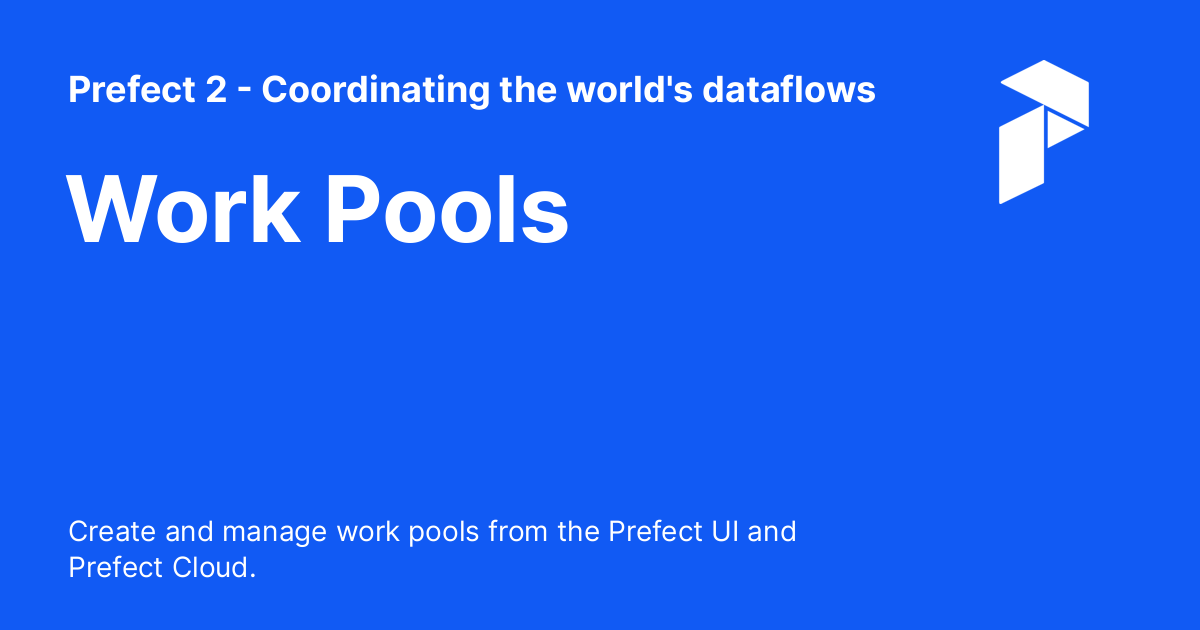 Prefect 2 - Coordinating the world's dataflows
Work Pools
Create and manage work pools from the Prefect UI and
Prefect Cloud.